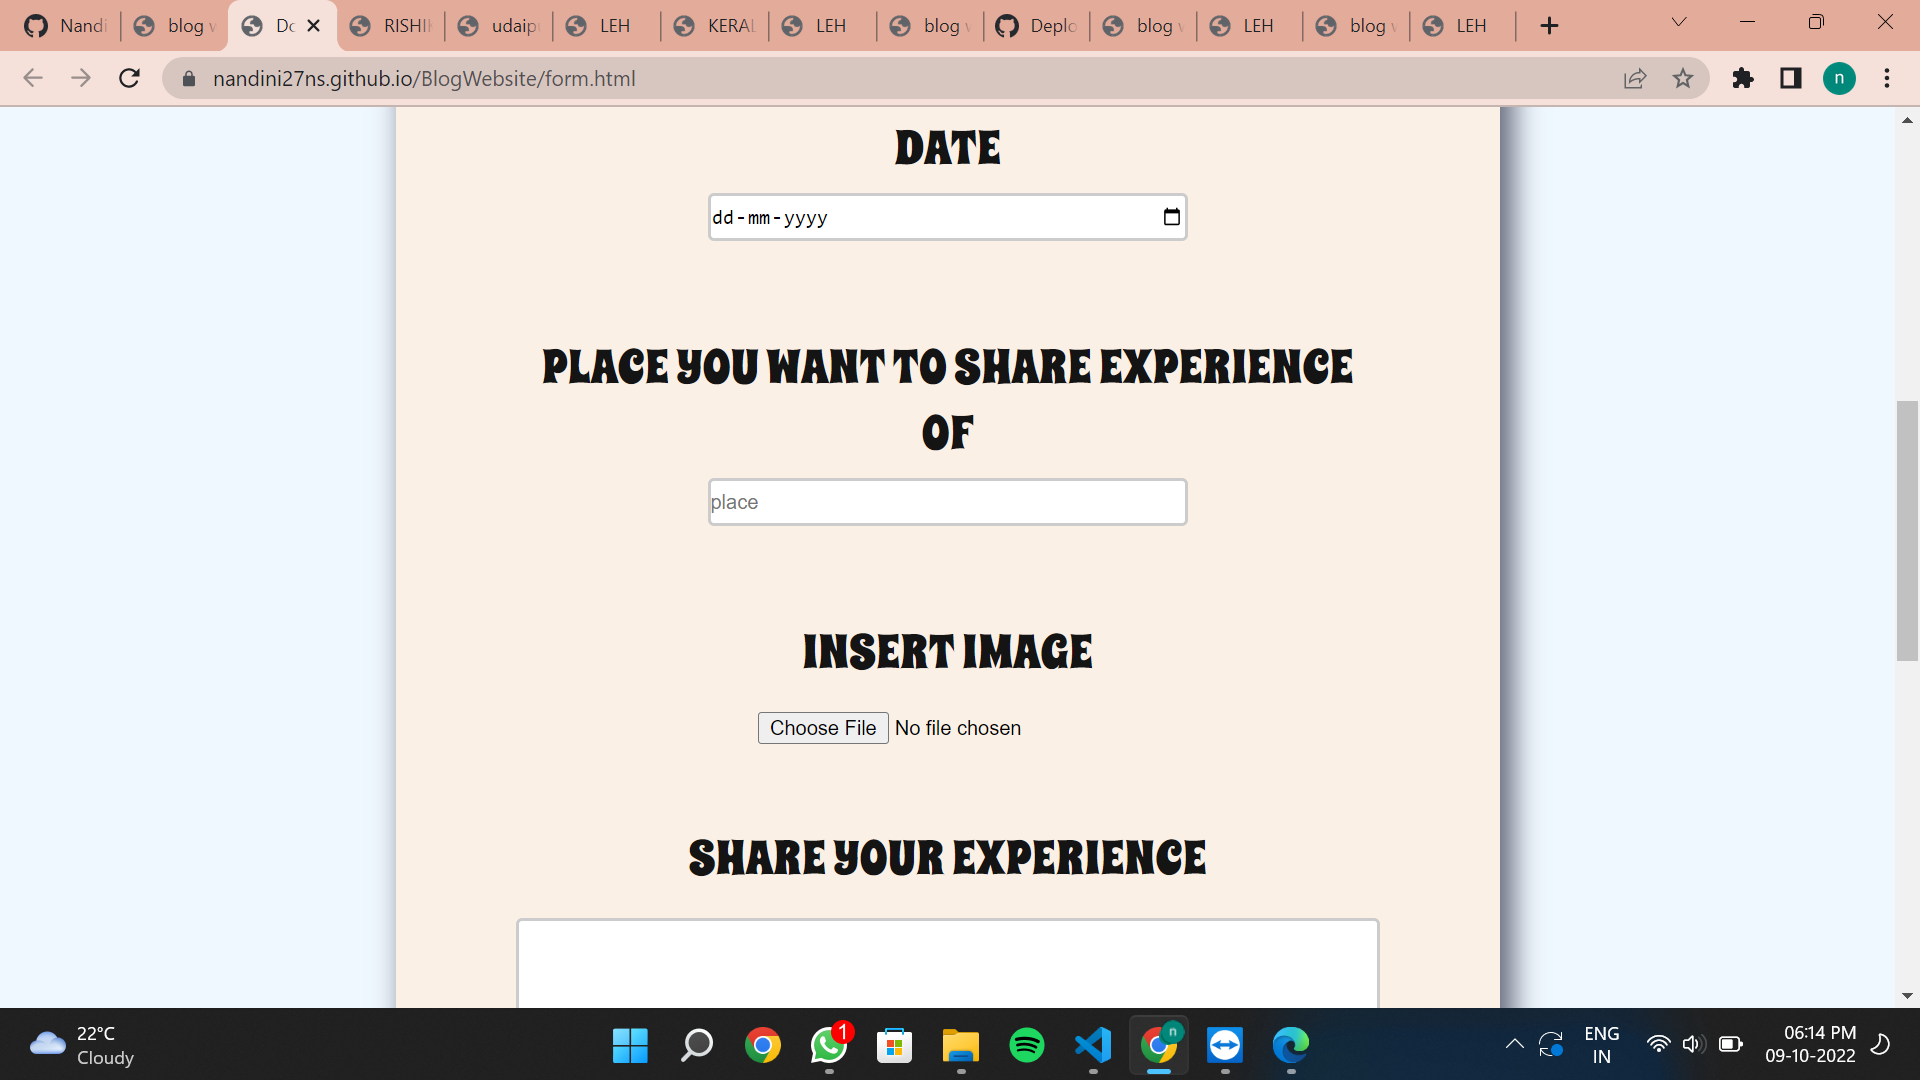 Nandi
blog w
Do
RISHI
udaip
LEH
KERAL
LEH
blog w
Deplo
blog w
LEH
blog w
LEH
nandini27ns.github.io/BlogWebsite/form.html
n
DATE
dd-mm-yyyy
PLACE YOU WANT TO SHARE EXPERIENCE
OF
place
INSERT IMAGE
Choose File No file chosen
SHARE YOUR EXPERIENCE
22°C
Cloudy
1
n
ENG
IN
06:14 PM
09-10-2022